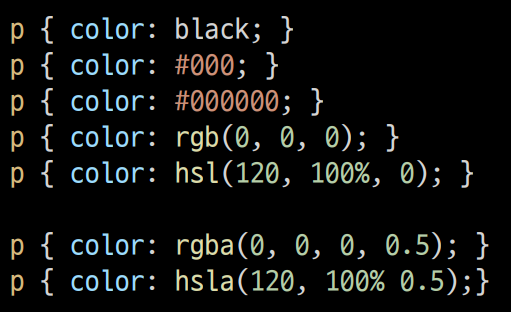 p { color: black; }
p { color: #000; }
p { color: #000000; }
p { color: rgb(0, 0, 0); }
p { color: hsl(120, 100%, 0); }

p { color: rgba(0, 0, 0, 0.5); }
p { color: hsla(120, 100% 0.5);}